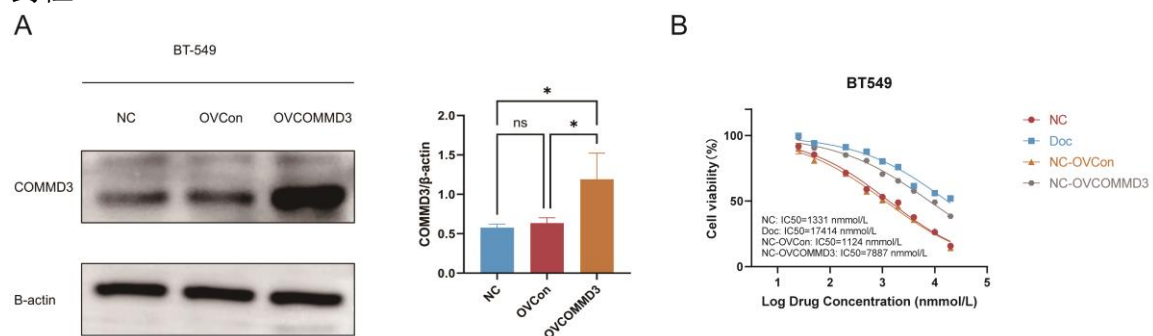 A
BT-549
NC OVCon OVCOMMD3
COMMD3
B-actin
COMMD3/β-actin
2.0
1.5
1.0
0.5
0.0
*
ns *
NC
OVCon
OVCOMMD3
B
BT549
Cell viability (%)
100
50
0
NC: IC50=1331 nmmol/L
Doc: IC50=17414 nmmol/L
NC-OVCon: IC50=1124 nmmol/L
NC-OVCOMMD3: IC50=7887 nmmol/L
1 2 3 4 5
Log Drug Concentration (nmmol/L)
NC
Doc
NC-OVCon
NC-OVCOMMD3